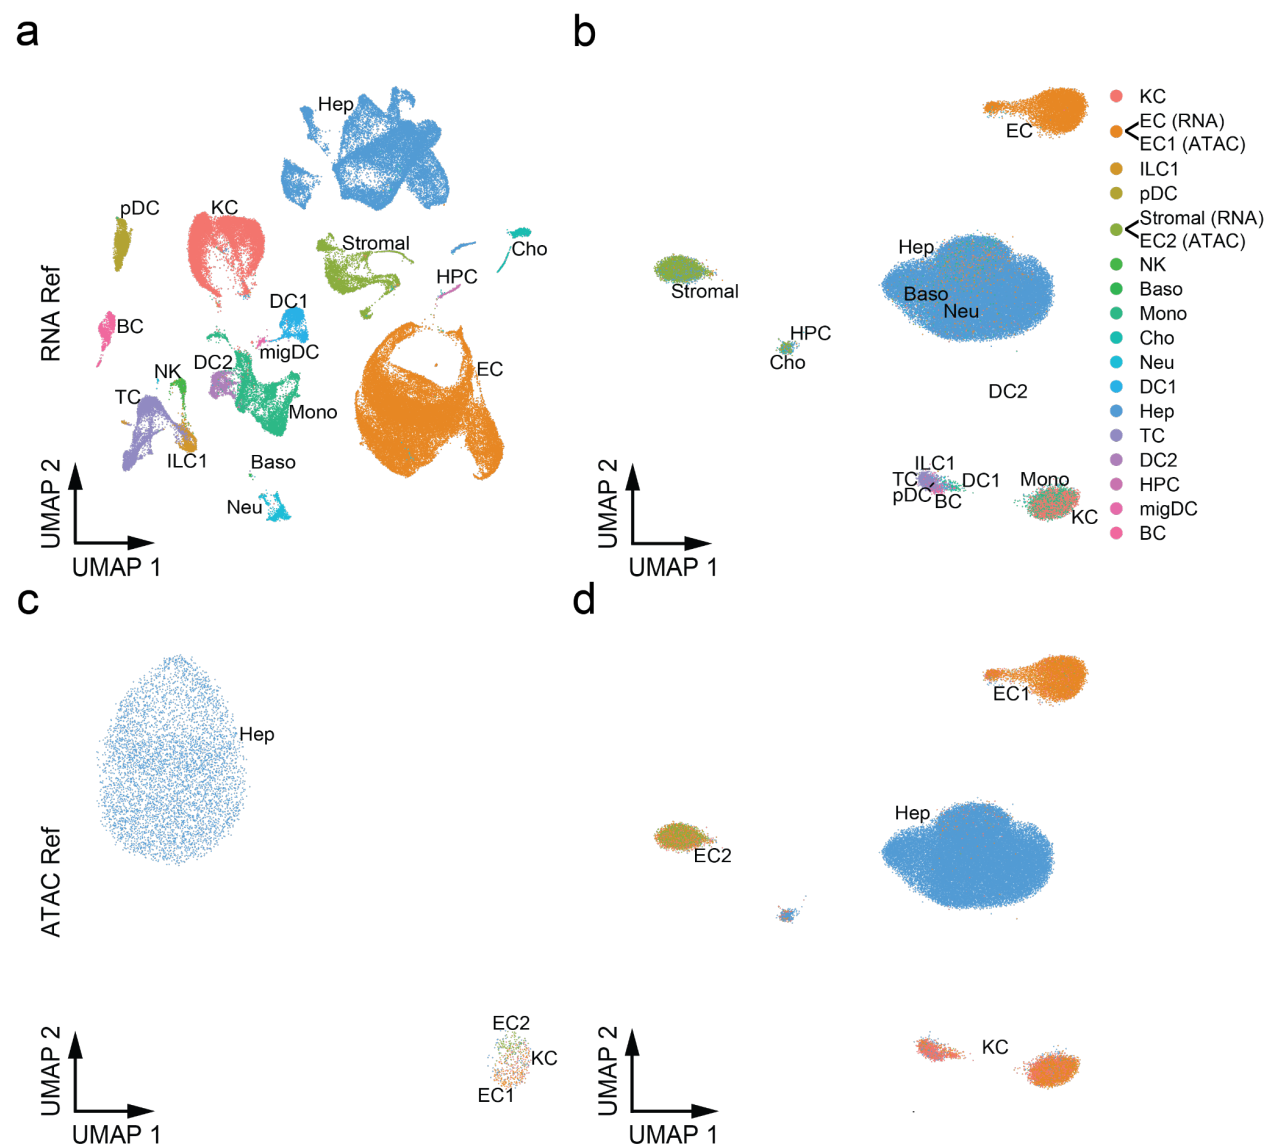 a
Hep
pDC
KC
Stromal
Cho
HPC
DC1
BC
migDC
DC2
NK
EC
TC
Mono
ILC1
Baso
Neu
RNA Ref
UMAP 2
UMAP 1
b
EC
Hep
Baso
Neu
Stromal
HPC
Cho
DC2
ILC1
TC
DC1
pDC
BC
Mono
KC
UMAP 2
UMAP 1
KC
EC (RNA)
EC1 (ATAC)
ILC1
pDC
Stromal (RNA)
EC2 (ATAC)
NK
Baso
Mono
Cho
Neu
DC1
Hep
TC
DC2
HPC
migDC
BC
c
Hep
ATAC Ref
EC2
KC
EC1
UMAP 2
UMAP 1
d
EC1
Hep
EC2
KC
UMAP 2
UMAP 1